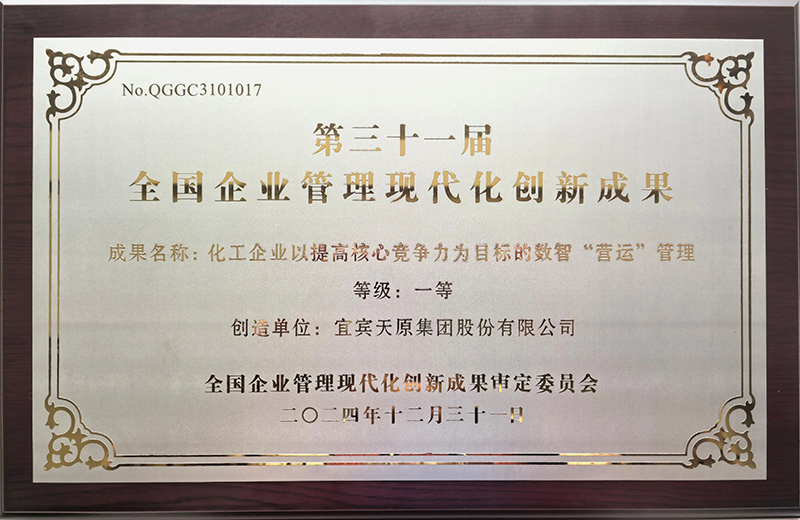 No.QGGC3101017
第三十一届
全国企业管理现代化创新成果
成果名称：化工企业以提高核心竞争力为目标的数智“营运”管理
等级：一等
创造单位：宜宾天原集团股份有限公司
全国企业管理现代化创新成果审定委员会
二〇二四年十二月三十一日